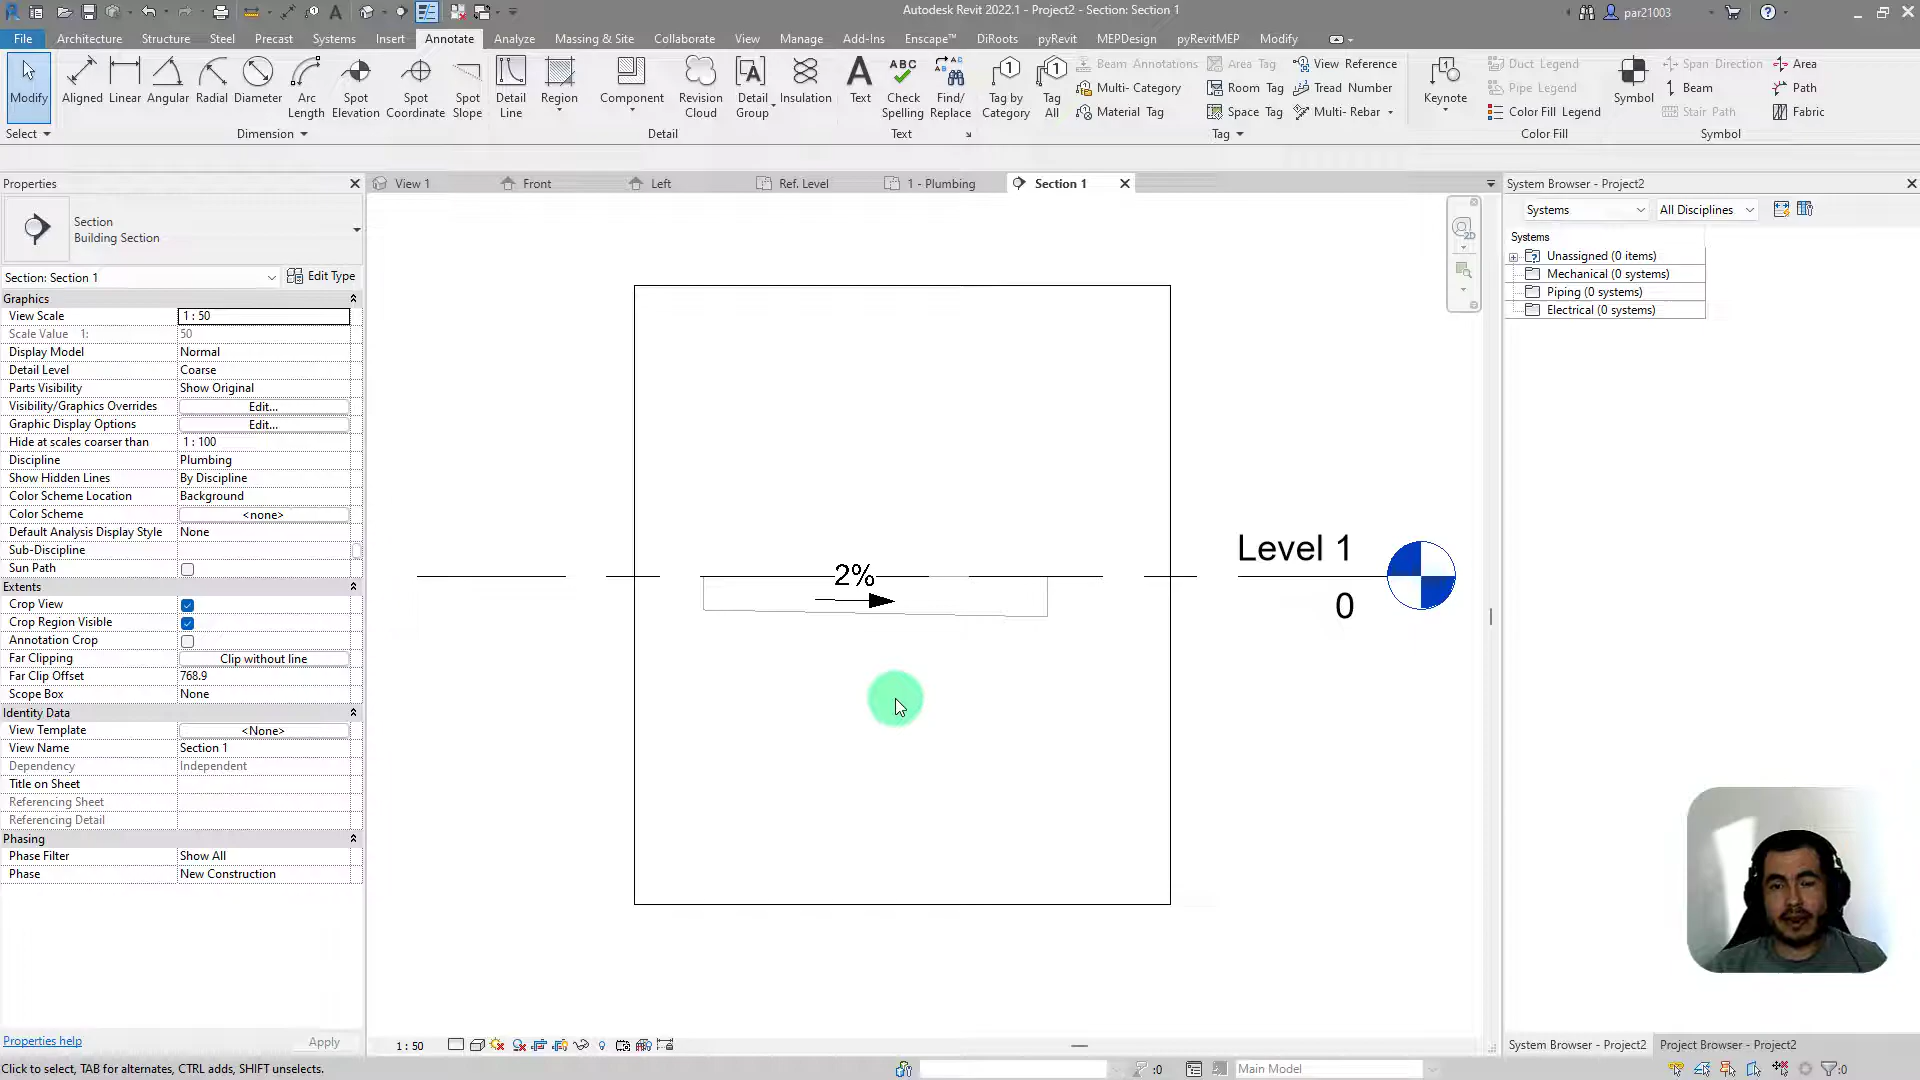 Autodesk Revit 2022.1 - Project2 - Section: Section 1
par21003
File Architecture Structure Steel Precast Systems Insert Annotate Analyze Massing & Site Collaborate View Manage Add-Ins Enscape™ DiRoots pyRevit MEPDesign pyRevitMEP Modify
Modify Aligned Linear Angular Radial Diameter Arc Length Spot Elevation Spot Coordinate Spot Slope
Detail Line Region Component Revision Cloud Detail Group Insulation
Text ABC Check Spelling Find/ Replace
Tag by Category Tag All
Beam Annotations Area Tag View Reference
Multi- Category Room Tag Tread Number
Material Tag Space Tag Multi- Rebar
Keynote
Duct Legend
Pipe Legend
Color Fill Legend
Symbol
Span Direction Area
Beam Path
Stair Path Fabric
Select Dimension Detail Text Tag Color Fill Symbol
Properties
View 1 Front Left Ref. Level 1 - Plumbing Section 1
System Browser - Project2
Section
Building Section
Section: Section 1 Edit Type
Graphics
View Scale 1 : 50
Scale Value 1: 50
Display Model Normal
Detail Level Coarse
Parts Visibility Show Original
Visibility/Graphics Overrides Edit...
Graphic Display Options Edit...
Hide at scales coarser than 1 : 100
Discipline Plumbing
Show Hidden Lines By Discipline
Color Scheme Location Background
Color Scheme <none>
Default Analysis Display Style None
Sub-Discipline
Sun Path
Extents
Crop View
Crop Region Visible
Annotation Crop
Far Clipping Clip without line
Far Clip Offset 768.9
Scope Box None
Identity Data
View Template <None>
View Name Section 1
Dependency Independent
Title on Sheet
Referencing Sheet
Referencing Detail
Phasing
Phase Filter Show All
Phase New Construction
Properties help Apply
2D
2%
Level 1
0
Systems All Disciplines
Systems
Unassigned (0 items)
Mechanical (0 systems)
Piping (0 systems)
Electrical (0 systems)
1 : 50
System Browser - Project2 Project Browser - Project2
Click to select, TAB for alternates, CTRL adds, SHIFT unselects.
:0
Main Model
:0